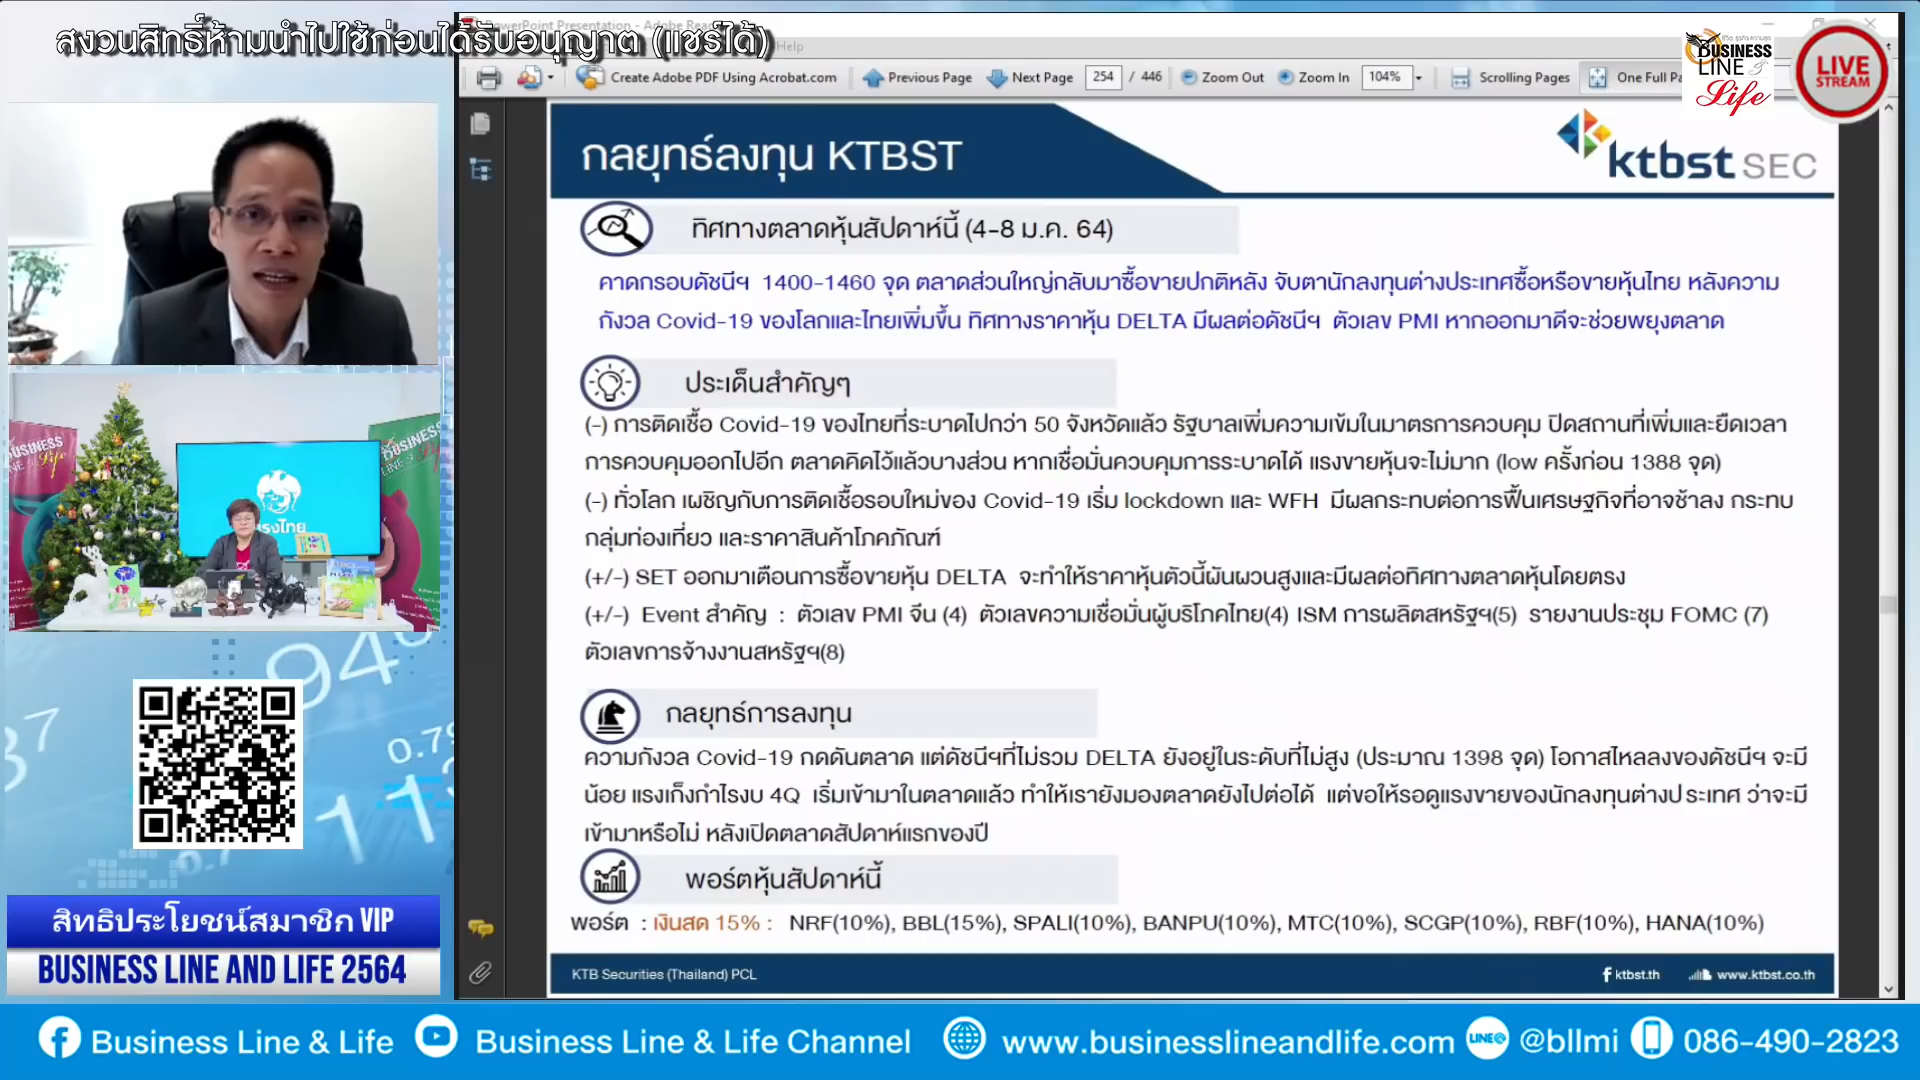 สงวนสิทธิ์ห้ามนำไปใช้ก่อนได้รับอนุญาต (แชร์ได้)
Create Adobe PDF Using Acrobat.com
Previous Page
Next Page
254 / 446
Zoom Out
Zoom In
104%
Scrolling Pages
One Full Pa
BUSINESS
LINE &
Life
LIVE
STREAM
กลยุทธ์ลงทุน KTBST
ktbst SEC
ทิศทางตลาดหุ้นสัปดาห์นี้ (4-8 ม.ค. 64)
คาดกรอบดัชนีฯ 1400-1460 จุด ตลาดส่วนใหญ่กลับมาซื้อขายปกติหลัง จับตานักลงทุนต่างประเทศซื้อหรือขายหุ้นไทย หลังความ
กังวล Covid-19 ของโลกและไทยเพิ่มขึ้น ทิศทางราคาหุ้น DELTA มีผลต่อดัชนีฯ ตัวเลข PMI หากออกมาดีจะช่วยพยุงตลาด
ประเด็นสำคัญๆ
(-) การติดเชื้อ Covid-19 ของไทยที่ระบาดไปกว่า 50 จังหวัดแล้ว รัฐบาลเพิ่มความเข้มในมาตรการควบคุม ปิดสถานที่เพิ่มและยืดเวลา
การควบคุมออกไปอีก ตลาดคิดไว้แล้วบางส่วน หากเชื่อมั่นควบคุมการระบาดได้ แรงขายหุ้นจะไม่มาก (low ครั้งก่อน 1388 จุด)
(-) ทั่วโลก เผชิญกับการติดเชื้อรอบใหม่ของ Covid-19 เริ่ม lockdown และ WFH มีผลกระทบต่อการฟื้นเศรษฐกิจที่อาจช้าลง กระทบ
กลุ่มท่องเที่ยว และราคาสินค้าโภคภัณฑ์
(+/-) SET ออกมาเตือนการซื้อขายหุ้น DELTA จะทำให้ราคาหุ้นตัวนี้ผันผวนสูงและมีผลต่อทิศทางตลาดหุ้นโดยตรง
(+/-) Event สำคัญ : ตัวเลข PMI จีน (4) ตัวเลขความเชื่อมั่นผู้บริโภคไทย(4) ISM การผลิตสหรัฐฯ(5) รายงานประชุม FOMC (7)
ตัวเลขการจ้างงานสหรัฐฯ(8)
กลยุทธ์การลงทุน
ความกังวล Covid-19 กดดันตลาด แต่ดัชนีฯที่ไม่รวม DELTA ยังอยู่ในระดับที่ไม่สูง (ประมาณ 1398 จุด) โอกาสไหลลงของดัชนีฯ จะมี
น้อย แรงเก็งกำไรงบ 4Q เริ่มเข้ามาในตลาดแล้ว ทำให้เรายังมองตลาดยังไปต่อได้ แต่ขอให้รอดูแรงขายของนักลงทุนต่างประเทศ ว่าจะมี
เข้ามาหรือไม่ หลังเปิดตลาดสัปดาห์แรกของปี
พอร์ตหุ้นสัปดาห์นี้
พอร์ต : เงินสด 15% : NRF(10%), BBL(15%), SPALI(10%), BANPU(10%), MTC(10%), SCGP(10%), RBF(10%), HANA(10%)
KTB Securities (Thailand) PCL
ktbst.th
www.ktbst.co.th
สิทธิประโยชน์สมาชิก VIP
BUSINESS LINE AND LIFE 2564
Business Line & Life
Business Line & Life Channel
www.businesslineandlife.com
@bllmi
086-490-2823